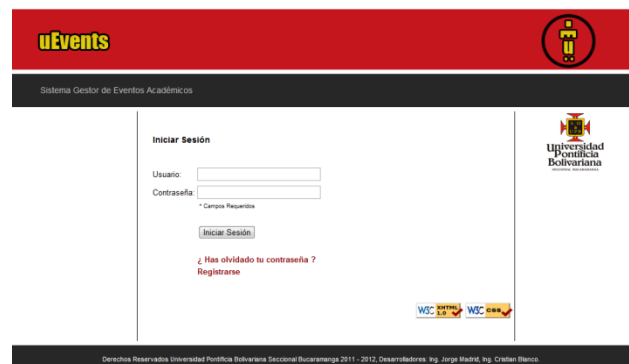 uEvents
Sistema Gestor de Eventos Académicos
Iniciar Sesión
Usuario:
Contraseña:
* Campos Requeridos
Iniciar Sesión
¿ Has olvidado tu contraseña ?
Registrarse
Universidad
Pontificia
Bolivariana
W3C XHTML 1.0 W3C css
Derechos Reservados Universidad Pontificia Bolivariana Seccional Bucaramanga 2011 - 2012, Desarrolladores: Ing. Jorge Madrid, Ing. Cristian Blanco.